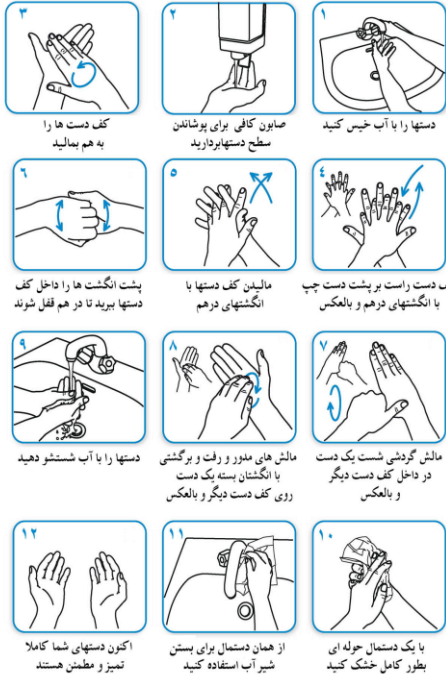 ۱
دستها را با آب خیس کنید
۲
صابون کافی برای پوشاندن
سطح دستهابردارید
۳
کف دست ها را
به هم بمالید
۴
ف دست راست بر پشت دست چپ
با انگشتهای درهم و بالعکس
۵
مالیدن کف دستها با
انگشتهای درهم
۶
پشت انگشت ها را داخل کف
دستها ببرید تا در هم قفل شوند
۷
مالش گردشی شست یک دست
در داخل کف دست دیگر
و بالعکس
۸
مالش های مدور و رفت و برگشتی
با انگشتان بسته یک دست
روی کف دست دیگر و بالعکس
۹
دستها را با آب شستشو دهید
۱۰
با یک دستمال حوله ای
بطور کامل خشک کنید
۱۱
از همان دستمال برای بستن
شیر آب استفاده کنید
۱۲
اکنون دستهای شما کاملا
تمیز و مطمئن هستند